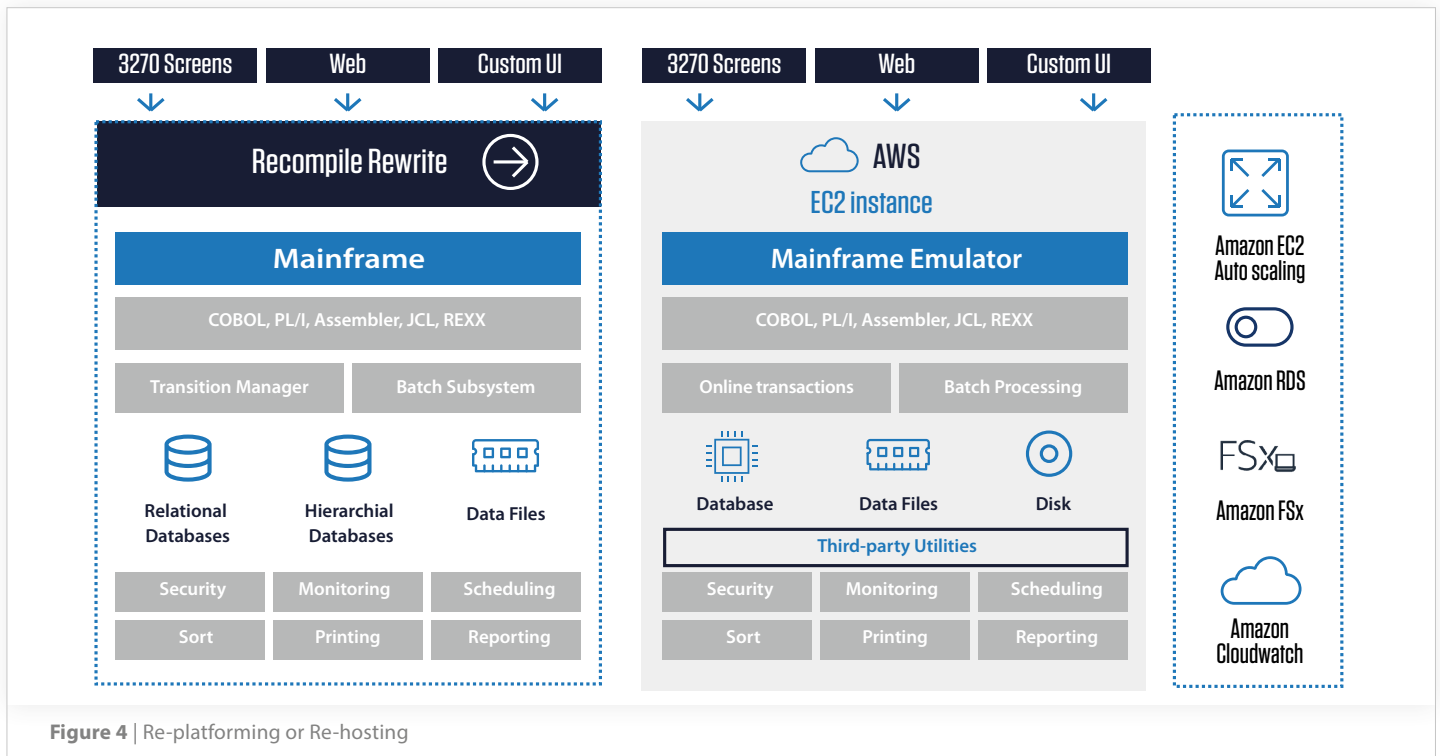 3270 Screens
Web
Custom UI
Recompile Rewrite
Mainframe
COBOL, PL/I, Assembler, JCL, REXX
Transition Manager
Batch Subsystem
Relational
Databases
Hierarchial
Databases
Data Files
Security
Monitoring
Scheduling
Sort
Printing
Reporting
3270 Screens
Web
Custom UI
AWS
EC2 instance
Mainframe Emulator
COBOL, PL/I, Assembler, JCL, REXX
Online transactions
Batch Processing
Database
Data Files
Disk
Third-party Utilities
Security
Monitoring
Scheduling
Sort
Printing
Reporting
Amazon EC2
Auto scaling
Amazon RDS
FSx
Amazon FSx
Amazon
Cloudwatch
Figure 4 | Re-platforming or Re-hosting